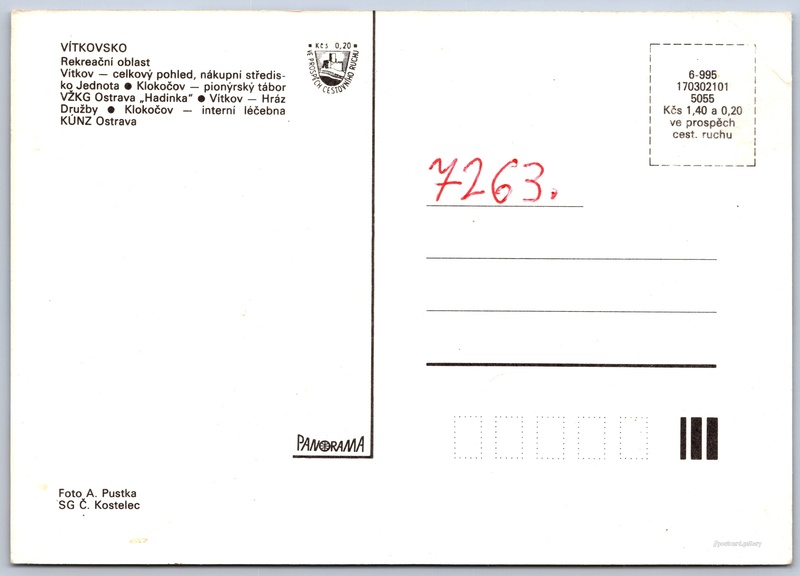 VÍTKOVSKO
Rekreační oblast
Vítkov — celkový pohled, nákupní středis-
ko Jednota ● Klokočov — pionýrský tábor
VŽKG Ostrava „Hadinka" ● Vítkov — Hráz
Družby ● Klokočov — interní léčebna
KÚNZ Ostrava
Kčs 0,20
VE PROSPĚCH CESTOVNÍHO RUCHU
6-995
170302101
5055
Kčs 1,40 a 0,20
ve prospěch
cest. ruchu
7263.
PANORAMA
Foto A. Pustka
SG Č. Kostelec